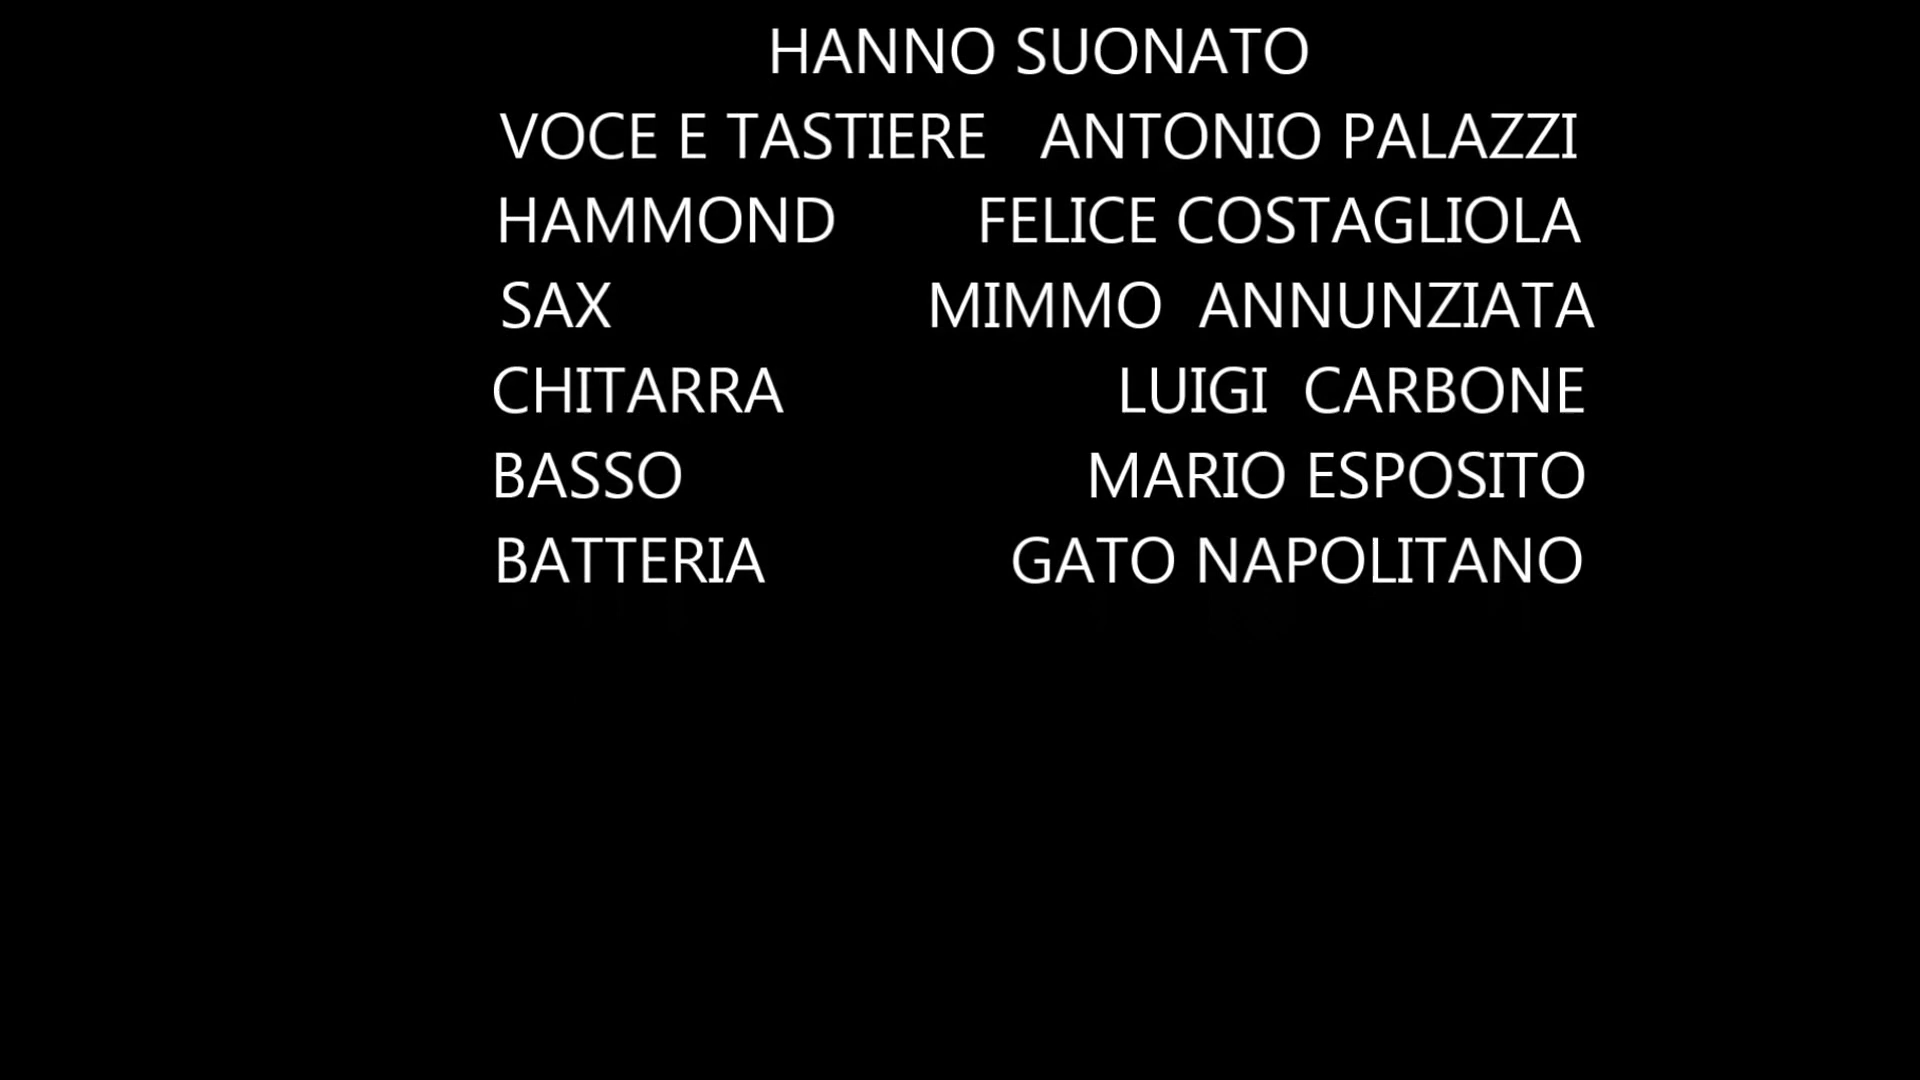 HANNO SUONATO
VOCE E TASTIERE ANTONIO PALAZZI
HAMMOND FELICE COSTAGLIOLA
SAX MIMMO ANNUNZIATA
CHITARRA LUIGI CARBONE
BASSO MARIO ESPOSITO
BATTERIA GATO NAPOLITANO